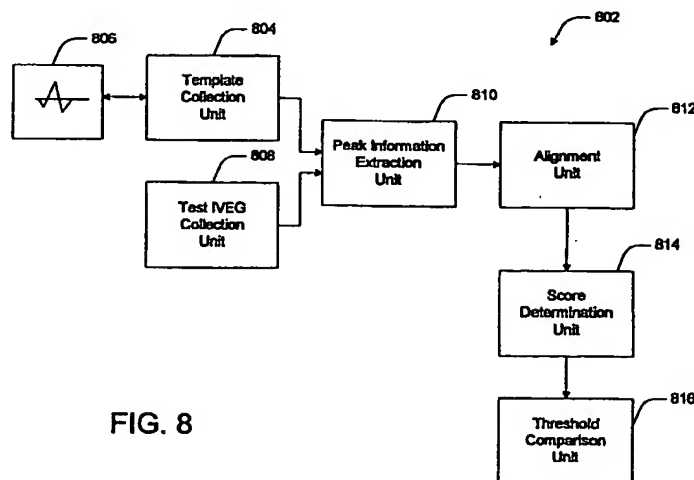 806
804
802
Template
Collection
Unit
810
812
Peak Information
Extraction
Unit
Alignment
Unit
808
Test IVEG
Collection
Unit
814
Score
Determination
Unit
816
Threshold
Comparison
Unit
FIG. 8